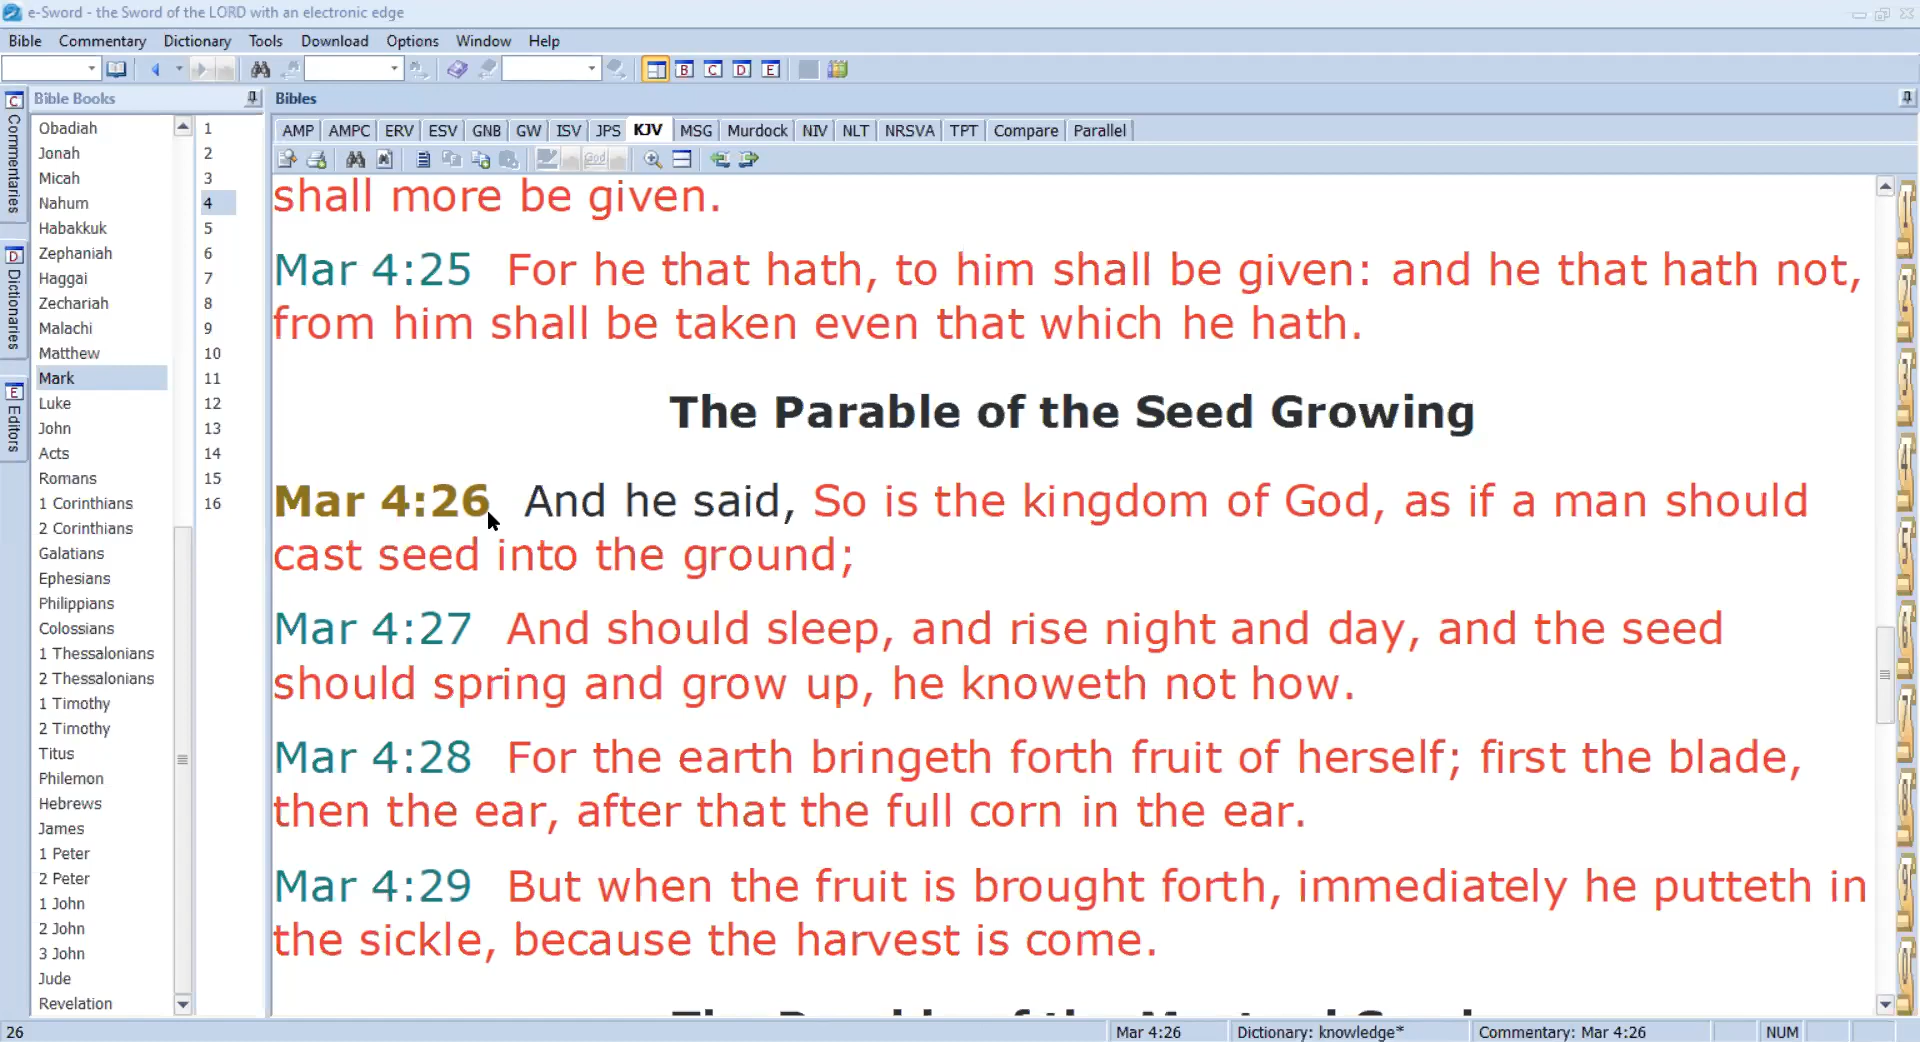 e-Sword - the Sword of the LORD with an electronic edge
Bible Commentary Dictionary Tools Download Options Window Help
B C D E
C Commentaries
D Dictionaries
E Editors
Bible Books
Obadiah
Jonah
Micah
Nahum
Habakkuk
Zephaniah
Haggai
Zechariah
Malachi
Matthew
Mark
Luke
John
Acts
Romans
1 Corinthians
2 Corinthians
Galatians
Ephesians
Philippians
Colossians
1 Thessalonians
2 Thessalonians
1 Timothy
2 Timothy
Titus
Philemon
Hebrews
James
1 Peter
2 Peter
1 John
2 John
3 John
Jude
Revelation
1
2
3
4
5
6
7
8
9
10
11
12
13
14
15
16
Bibles
AMP AMPC ERV ESV GNB GW ISV JPS KJV MSG Murdock NIV NLT NRSVA TPT Compare Parallel
God
shall more be given.
Mar 4:25 For he that hath, to him shall be given: and he that hath not,
from him shall be taken even that which he hath.
The Parable of the Seed Growing
Mar 4:26 And he said, So is the kingdom of God, as if a man should
cast seed into the ground;
Mar 4:27 And should sleep, and rise night and day, and the seed
should spring and grow up, he knoweth not how.
Mar 4:28 For the earth bringeth forth fruit of herself; first the blade,
then the ear, after that the full corn in the ear.
Mar 4:29 But when the fruit is brought forth, immediately he putteth in
the sickle, because the harvest is come.
26 Mar 4:26 Dictionary: knowledge* Commentary: Mar 4:26 NUM